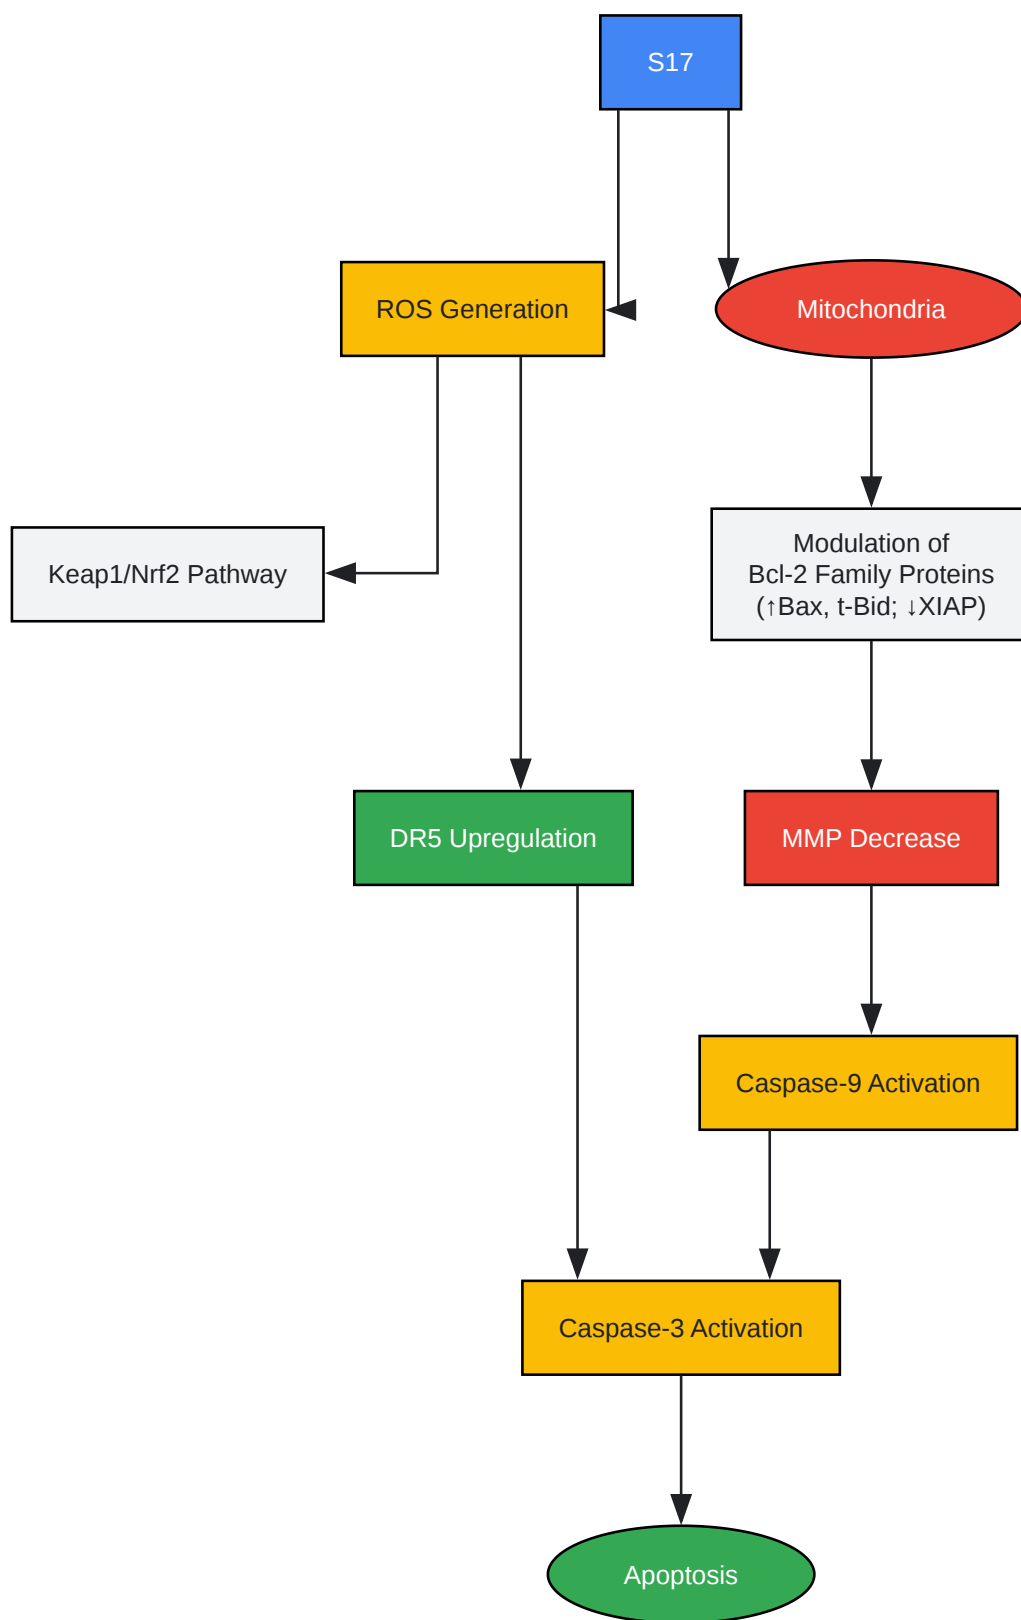 S17
ROS Generation
Mitochondria
Keap1/Nrf2 Pathway
Modulation of
Bcl-2 Family Proteins
(↑Bax, t-Bid; ↓XIAP)
DR5 Upregulation
MMP Decrease
Caspase-9 Activation
Caspase-3 Activation
Apoptosis